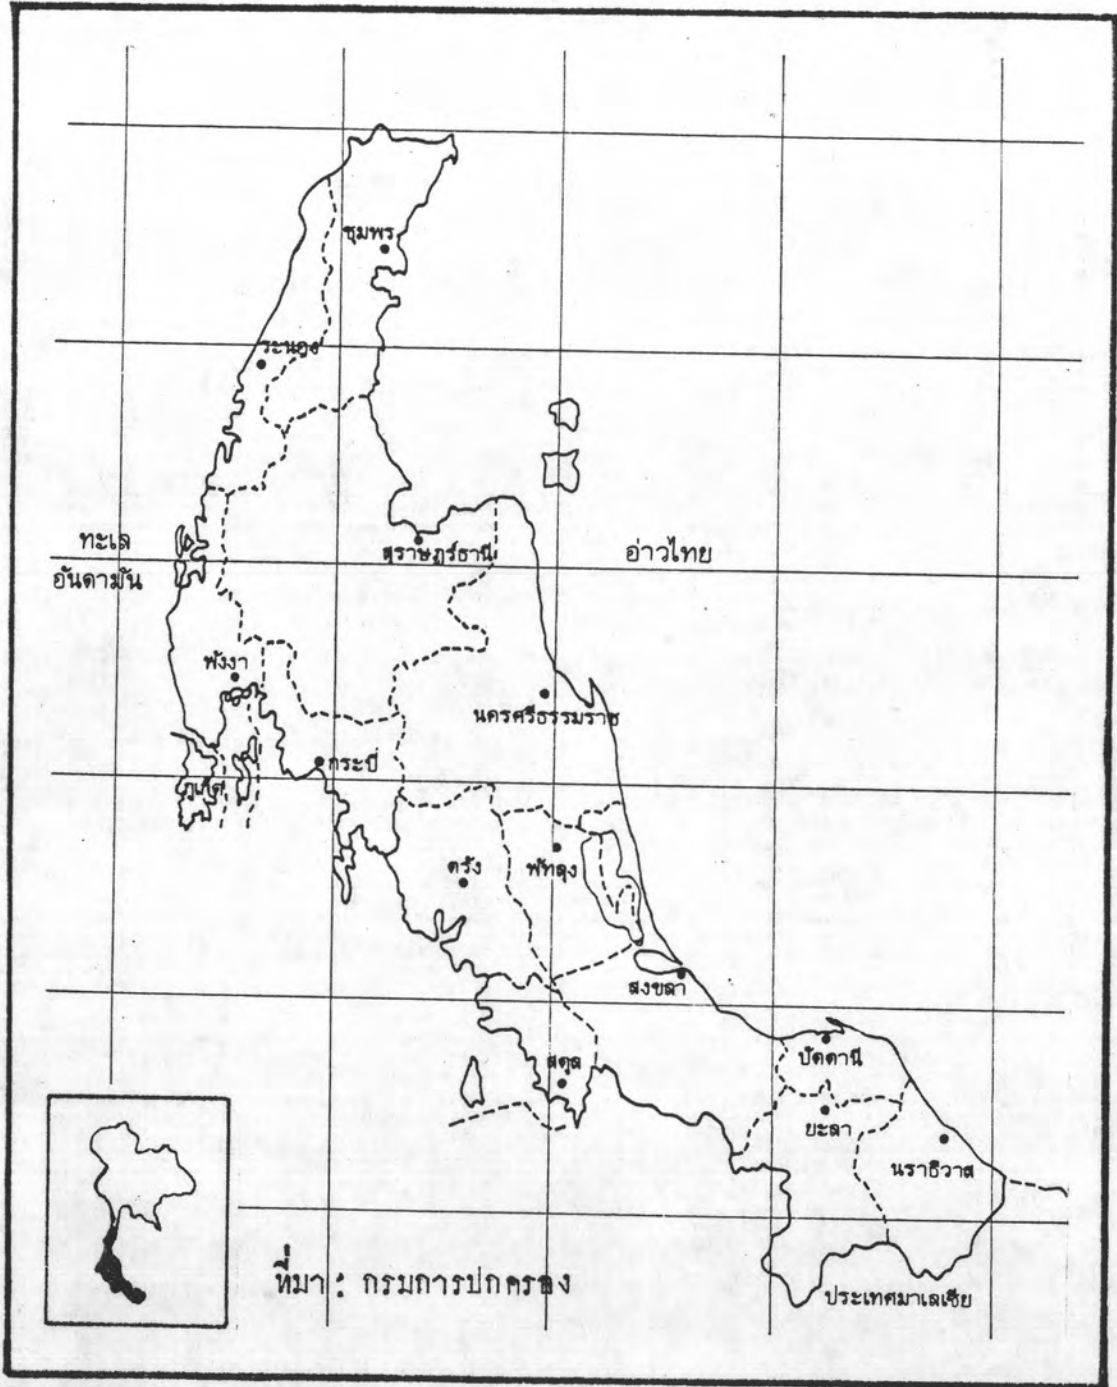 ชุมพร
ระนอง
สุราษฎร์ธานี
อ่าวไทย
ทะเล
อันดามัน
พังงา
นครศรีธรรมราช
กระบี่
ภูเก็ต
ตรัง
พัทลุง
สงขลา
ปัตตานี
สตูล
ยะลา
นราธิวาส
ที่มา : กรมการปกครอง
ประเทศมาเลเซีย